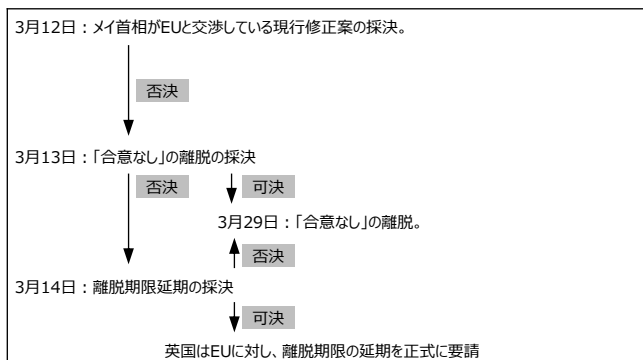 3月12日：メイ首相がEUと交渉している現行修正案の採決。
否決
3月13日：「合意なし」の離脱の採決
否決
可決
3月29日：「合意なし」の離脱。
否決
3月14日：離脱期限延期の採決
可決
英国はEUに対し、離脱期限の延期を正式に要請